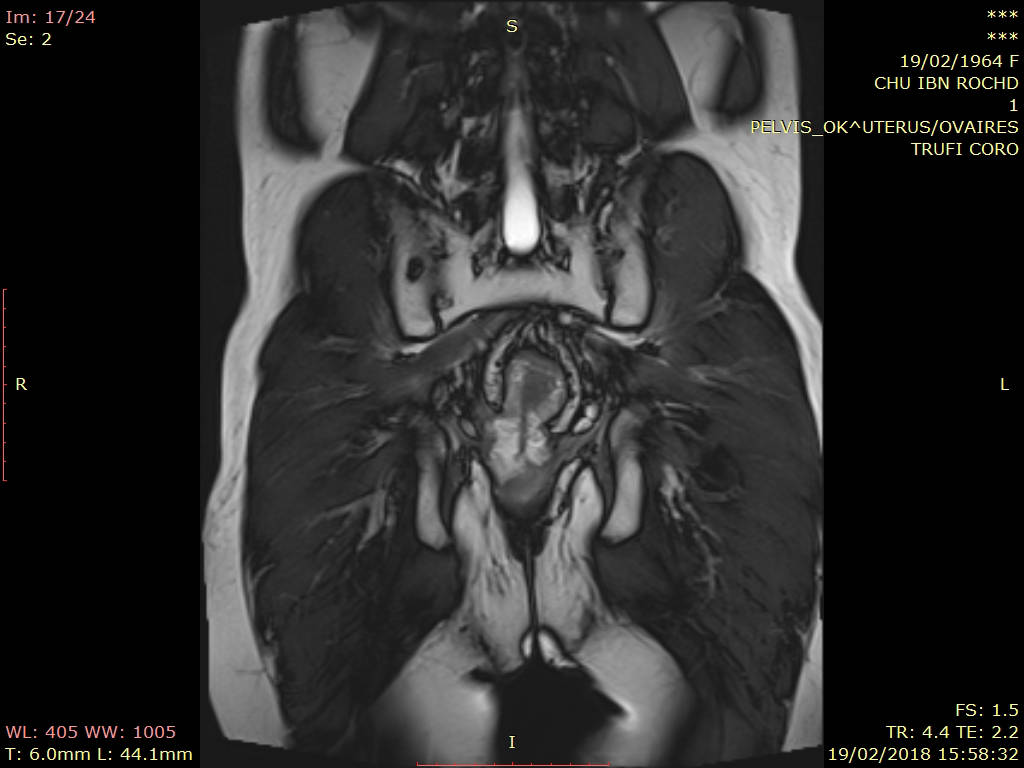 Im: 17/24
Se: 2
S
***
***
19/02/1964 F
CHU IBN ROCHD
1
PELVIS_OK^UTERUS/OVAIRES
TRUFI CORO
R
L
WL: 405 WW: 1005
T: 6.0mm L: 44.1mm
I
FS: 1.5
TR: 4.4 TE: 2.2
19/02/2018 15:58:32